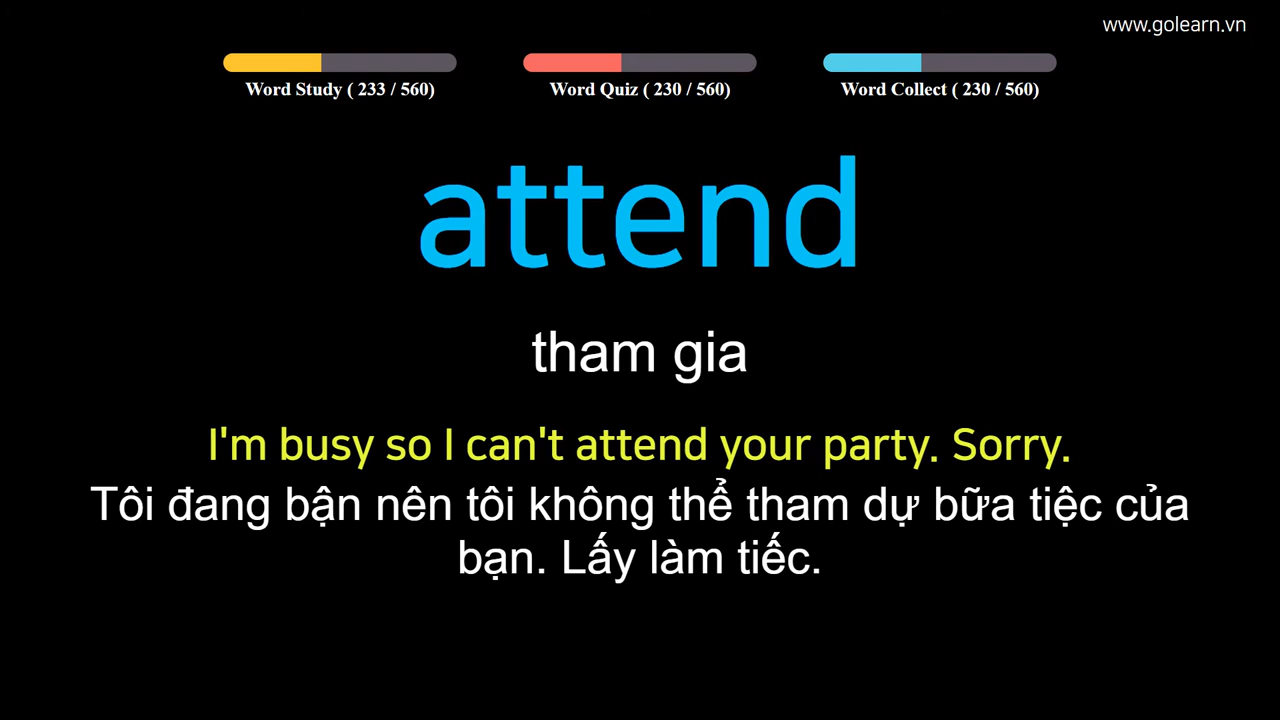 www.golearn.vn
Word Study ( 233 / 560)
Word Quiz ( 230 / 560)
Word Collect ( 230 / 560)
attend
tham gia
I'm busy so I can't attend your party. Sorry.
Tôi đang bận nên tôi không thể tham dự bữa tiệc của
bạn. Lấy làm tiếc.